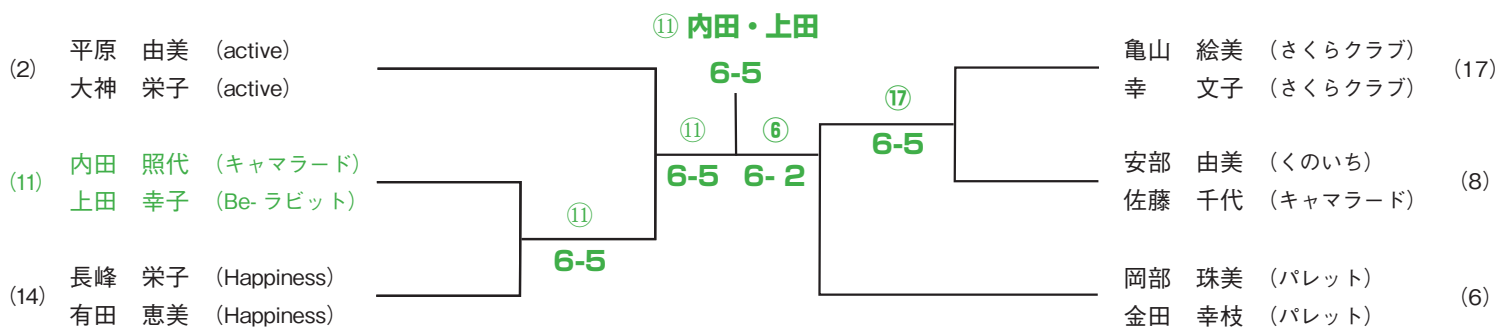 ⑪ 内田・上田
6-5
(2) 平原 由美 (active)
大神 栄子 (active)
(11) 内田 照代 (キャマラード)
上田 幸子 (Be- ラビット)
(14) 長峰 栄子 (Happiness)
有田 恵美 (Happiness)
⑪
6-5
⑪
6-5
⑥
6- 2
⑰
6-5
亀山 絵美 (さくらクラブ) (17)
幸 文子 (さくらクラブ)
安部 由美 (くのいち) (8)
佐藤 千代 (キャマラード)
岡部 珠美 (パレット) (6)
金田 幸枝 (パレット)